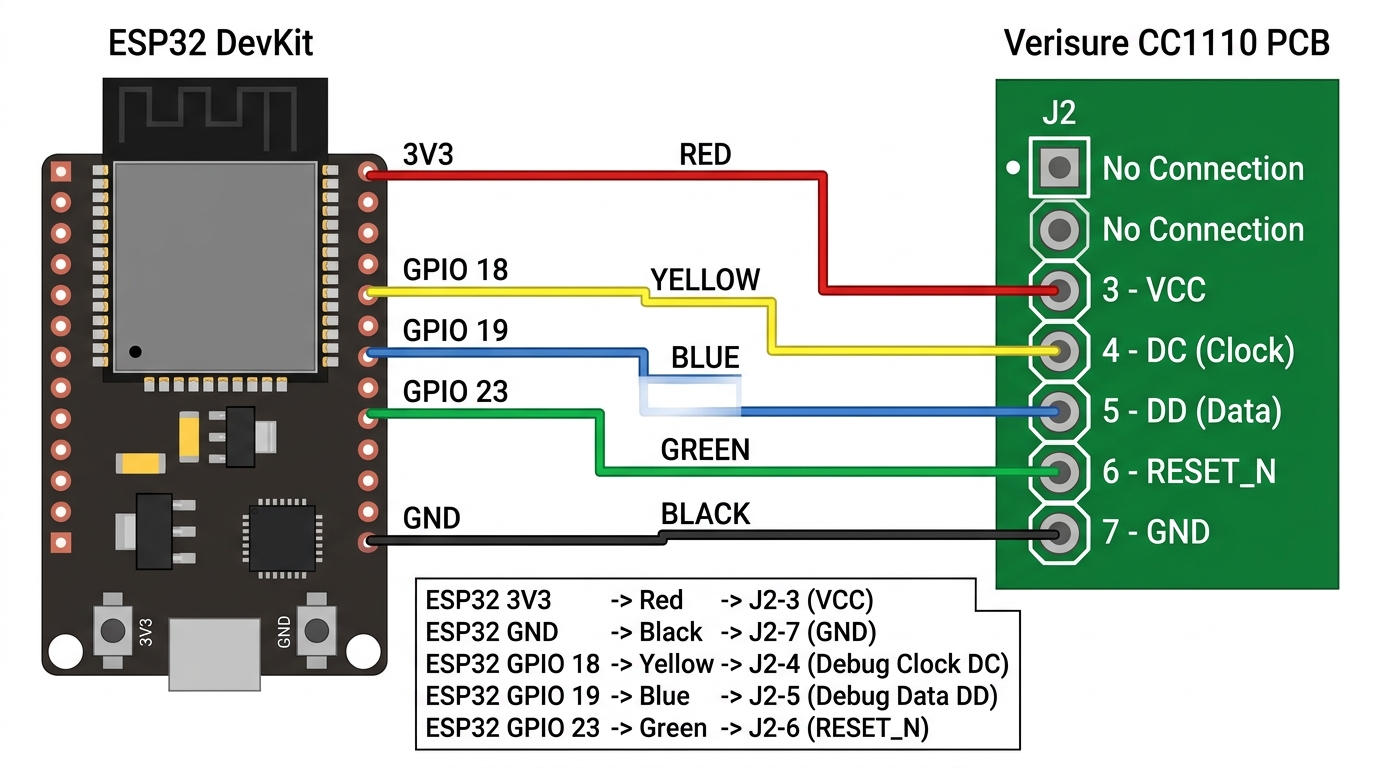 ESP32 DevKit
Verisure CC1110 PCB
J2
3V3
RED
No Connection
No Connection
GPIO 18
YELLOW
3 - VCC
GPIO 19
BLUE
4 - DC (Clock)
GPIO 23
5 - DD (Data)
GREEN
6 - RESET_N
GND
BLACK
7 - GND
3V3
GND
ESP32 3V3 -> Red -> J2-3 (VCC)
ESP32 GND -> Black -> J2-7 (GND)
ESP32 GPIO 18 -> Yellow -> J2-4 (Debug Clock DC)
ESP32 GPIO 19 -> Blue -> J2-5 (Debug Data DD)
ESP32 GPIO 23 -> Green -> J2-6 (RESET_N)